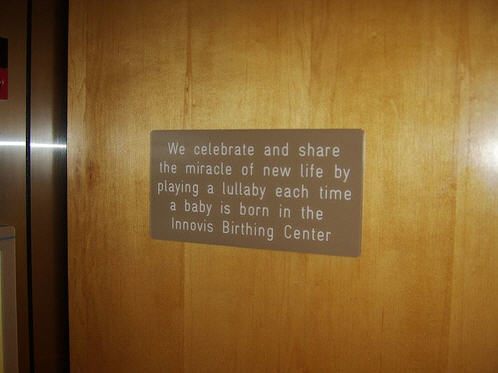 We celebrate and share
the miracle of new life by
playing a lullaby each time
a baby is born in the
Innovis Birthing Center